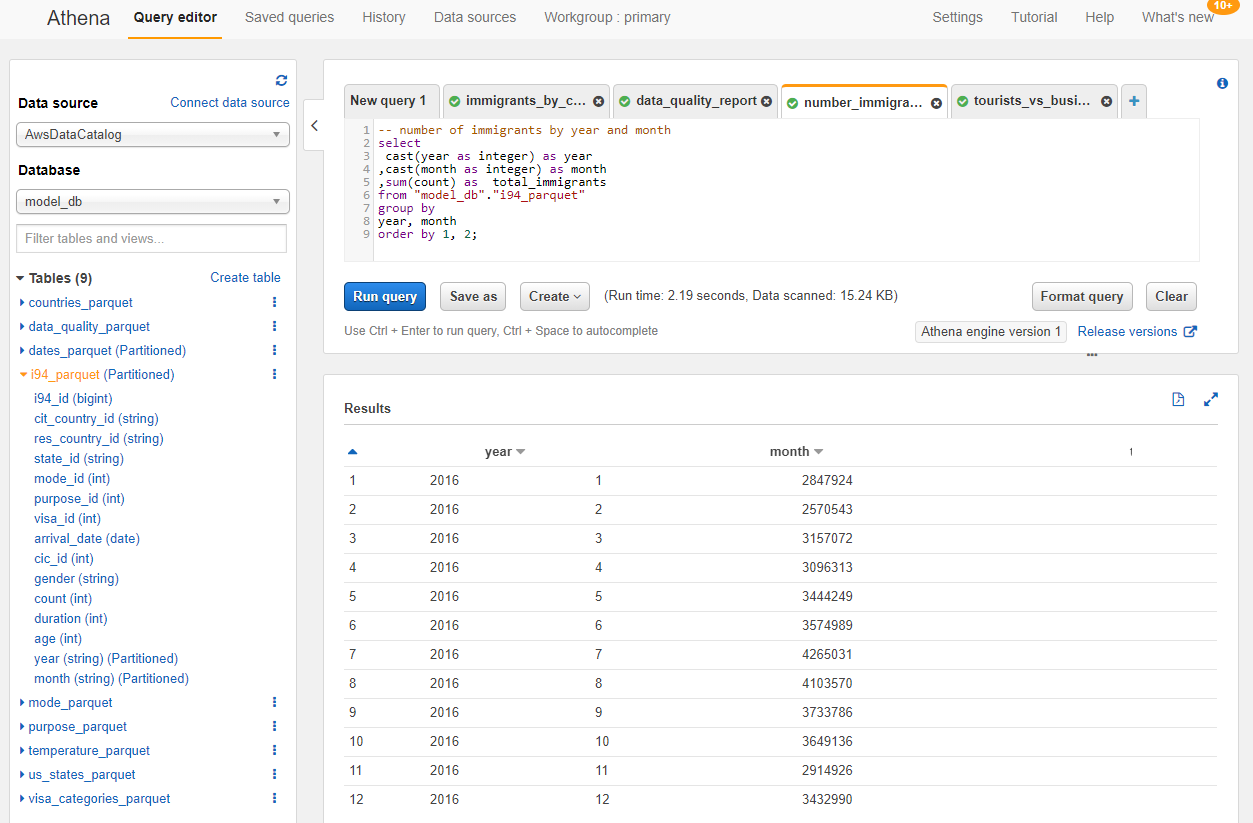 Athena Query editor Saved queries History Data sources Workgroup : primary Settings Tutorial Help What's new 10+
Data source Connect data source
AwsDataCatalog
Database
model_db
Filter tables and views...
Tables (9) Create table
countries_parquet
data_quality_parquet
dates_parquet (Partitioned)
i94_parquet (Partitioned)
i94_id (bigint)
cit_country_id (string)
res_country_id (string)
state_id (string)
mode_id (int)
purpose_id (int)
visa_id (int)
arrival_date (date)
cic_id (int)
gender (string)
count (int)
duration (int)
age (int)
year (string) (Partitioned)
month (string) (Partitioned)
mode_parquet
purpose_parquet
temperature_parquet
us_states_parquet
visa_categories_parquet
New query 1 immigrants_by_c... data_quality_report number_immigra... tourists_vs_busi... +
1 -- number of immigrants by year and month
2 select
3 cast(year as integer) as year
4 ,cast(month as integer) as month
5 ,sum(count) as  total_immigrants
6 from "model_db"."i94_parquet"
7 group by
8 year, month
9 order by 1, 2;
Run query Save as Create (Run time: 2.19 seconds, Data scanned: 15.24 KB) Format query Clear
Use Ctrl + Enter to run query, Ctrl + Space to autocomplete Athena engine version 1 Release versions
Results
year month t
1 2016 1 2847924
2 2016 2 2570543
3 2016 3 3157072
4 2016 4 3096313
5 2016 5 3444249
6 2016 6 3574989
7 2016 7 4265031
8 2016 8 4103570
9 2016 9 3733786
10 2016 10 3649136
11 2016 11 2914926
12 2016 12 3432990